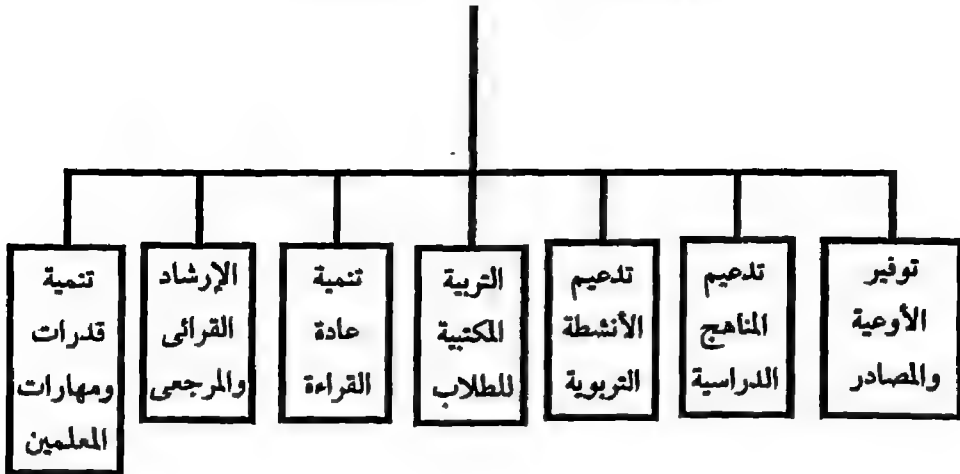 توفير
الأوعية
والمصادر
تدعيم
المناهج
الدراسية
تدعيم
الأنشطة
التربوية
التربية
المكتبية
للطلاب
تنمية
عادة
القراءة
الإرشاد
القرائى
والمرجعى
تنمية
قدرات
ومهارات
المعلمين